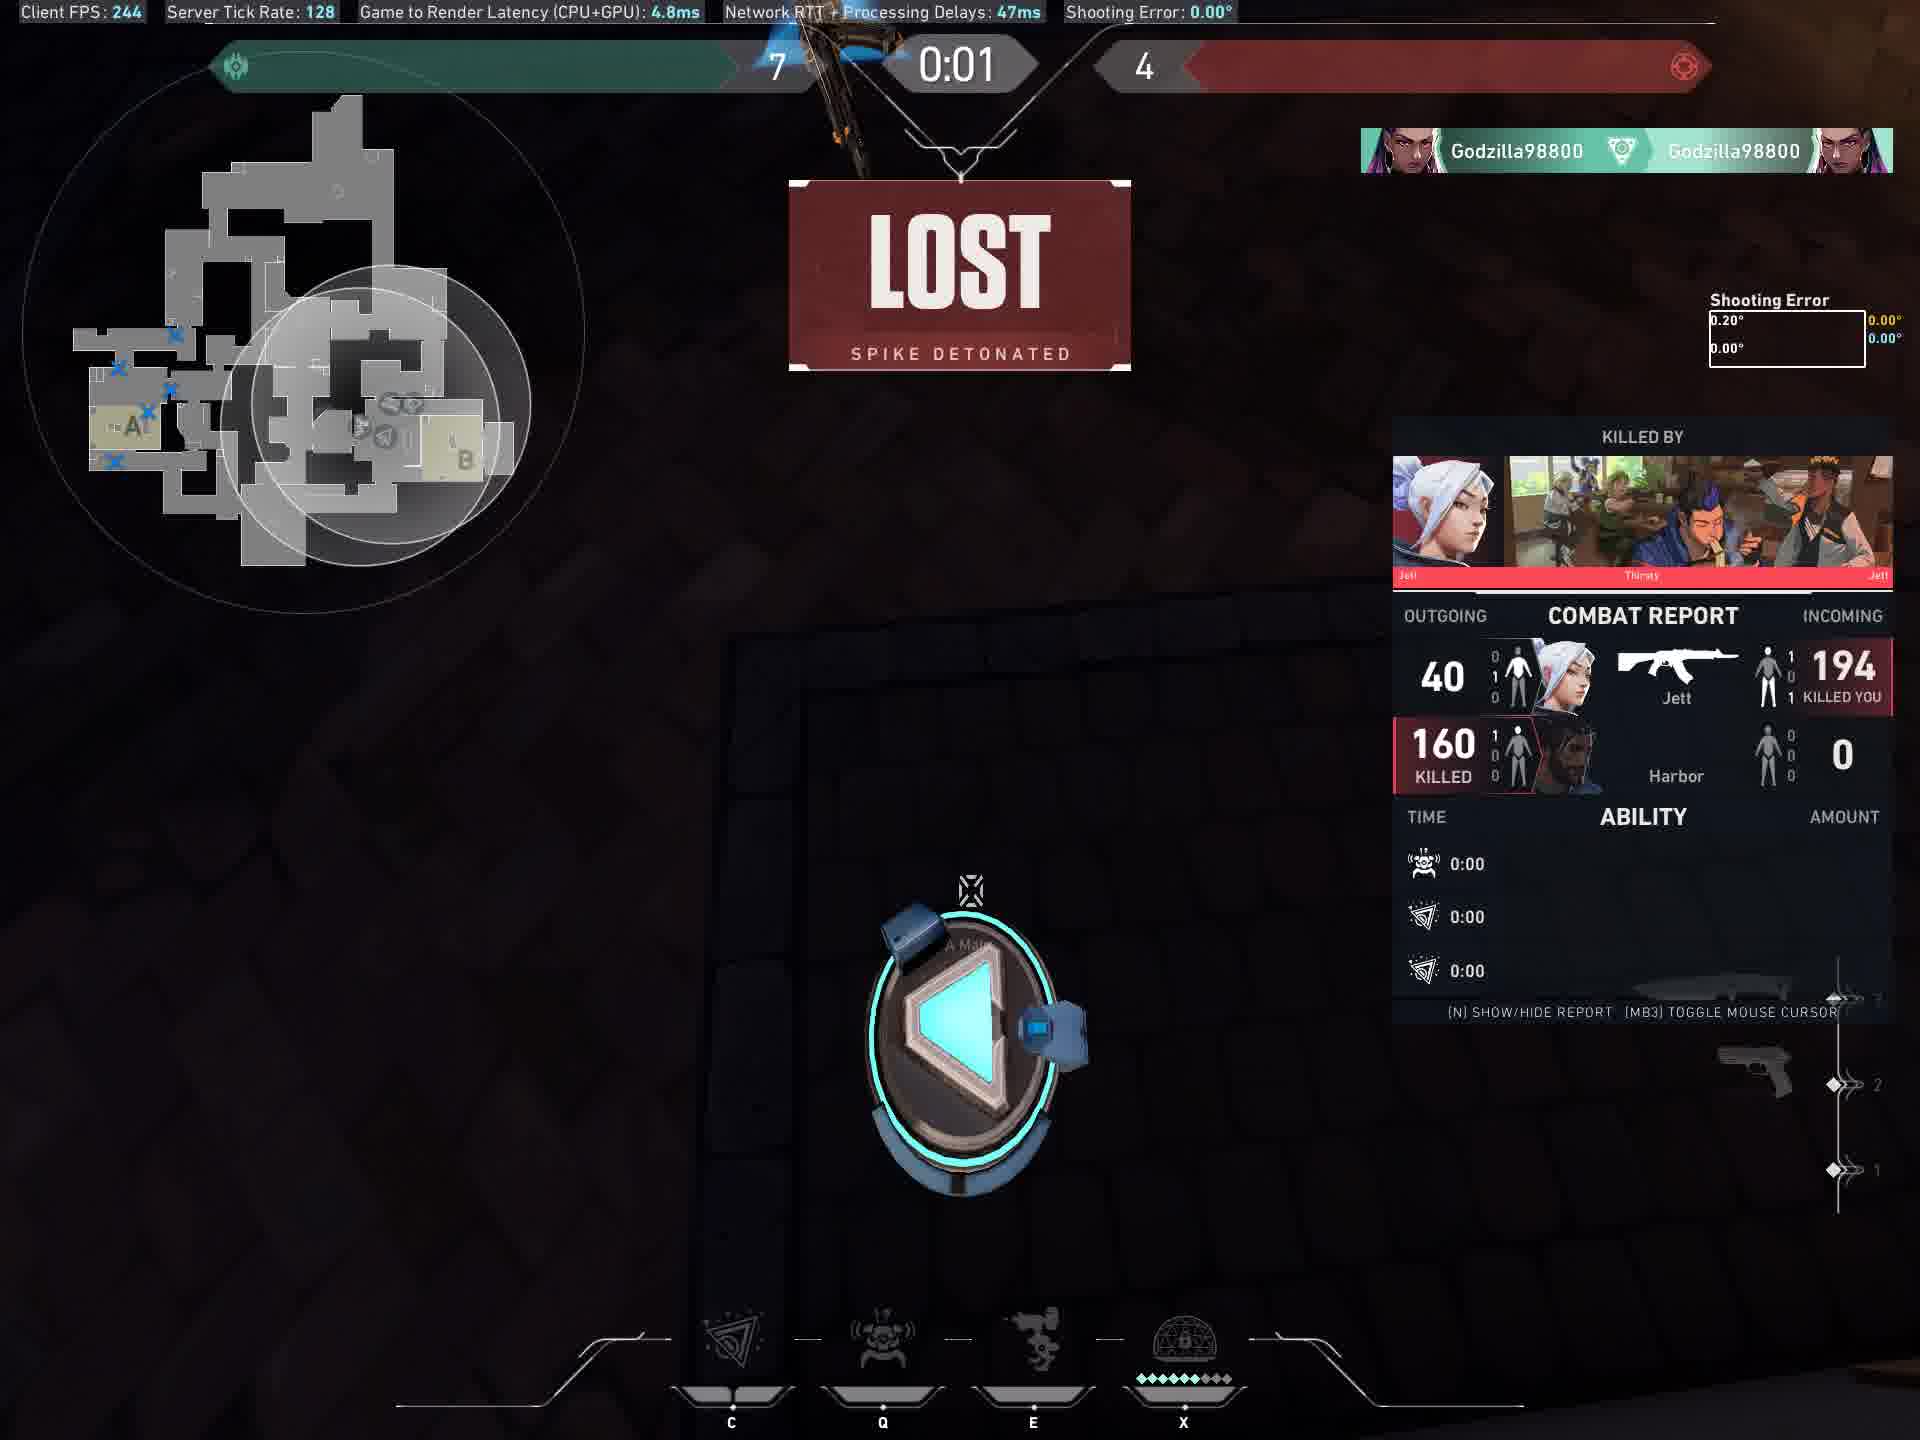 Client FPS: 244 Server Tick Rate: 128 Game to Render Latency (CPU+GPU): 4.8ms Network RTT + Processing Delays: 47ms Shooting Error: 0.00°
7 0:01 4
Godzilla98800 Godzilla98800
LOST
SPIKE DETONATED
Shooting Error
0.20° 0.00°
0.00°
0.00°
A
B
KILLED BY
Jett Thirsty Jett
OUTGOING COMBAT REPORT INCOMING
40 0 1 0 Jett 1 0 1 194 KILLED YOU
160 KILLED 1 0 0 Harbor 0 0 0 0
TIME ABILITY AMOUNT
0:00
0:00
0:00
(N) SHOW/HIDE REPORT (MB3) TOGGLE MOUSE CURSOR
2
1
C Q E X